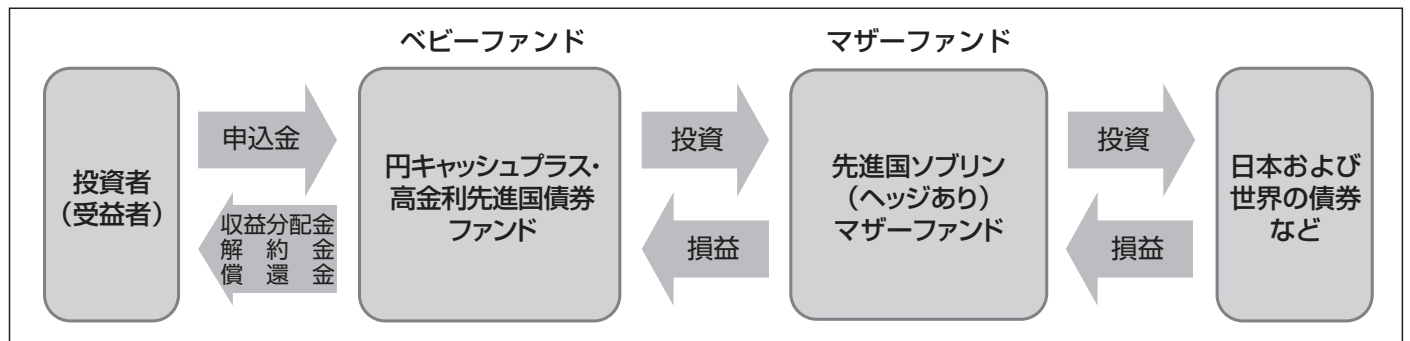 ベビーファンド
マザーファンド
投資者
（受益者）
申込金
収益分配金
解約金
償還金
円キャッシュプラス・
高金利先進国債券
ファンド
投資
損益
先進国ソブリン
（ヘッジあり）
マザーファンド
投資
損益
日本および
世界の債券
など